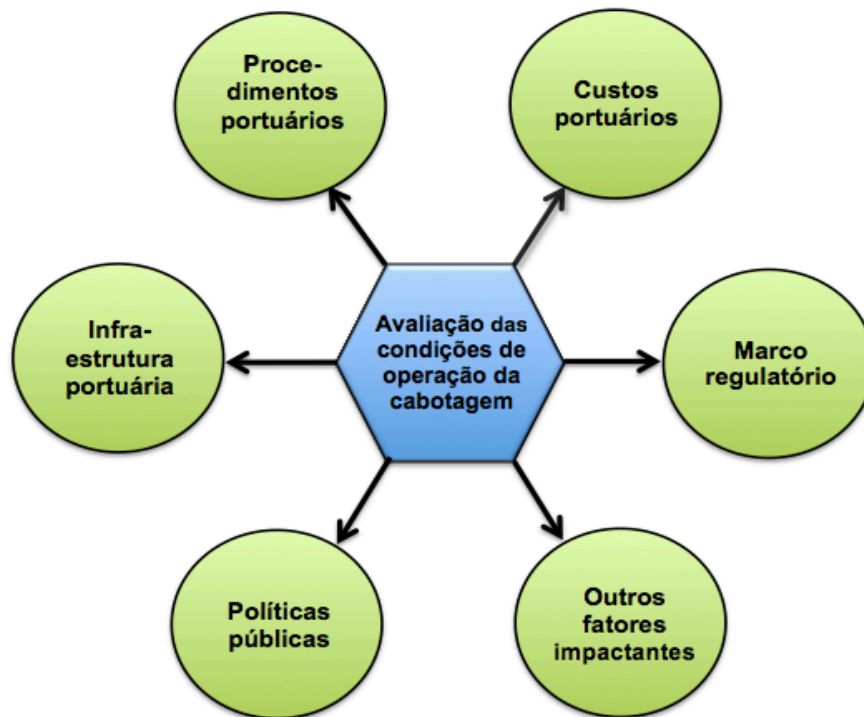 Proce-
dimentos
portuários
Custos
portuários
Infra-
estrutura
portuária
Avaliação das
condições de
operação da
cabotagem
Marco
regulatório
Políticas
públicas
Outros
fatores
impactantes